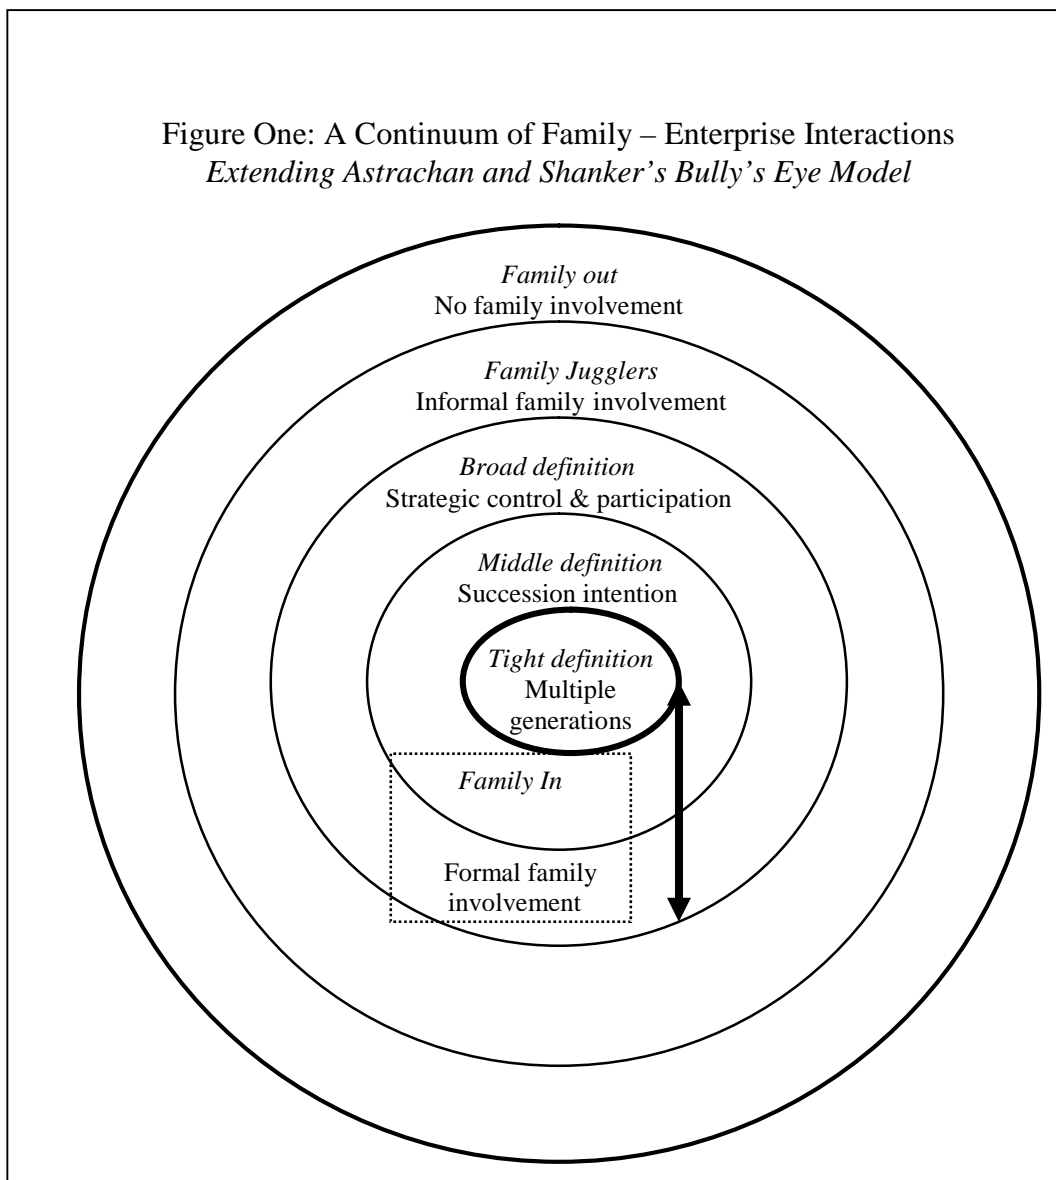 Figure One: A Continuum of Family – Enterprise Interactions
Extending Astrachan and Shanker's Bully's Eye Model
Family out
No family involvement
Family Jugglers
Informal family involvement
Broad definition
Strategic control & participation
Middle definition
Succession intention
Tight definition
Multiple
generations
Family In
Formal family
involvement